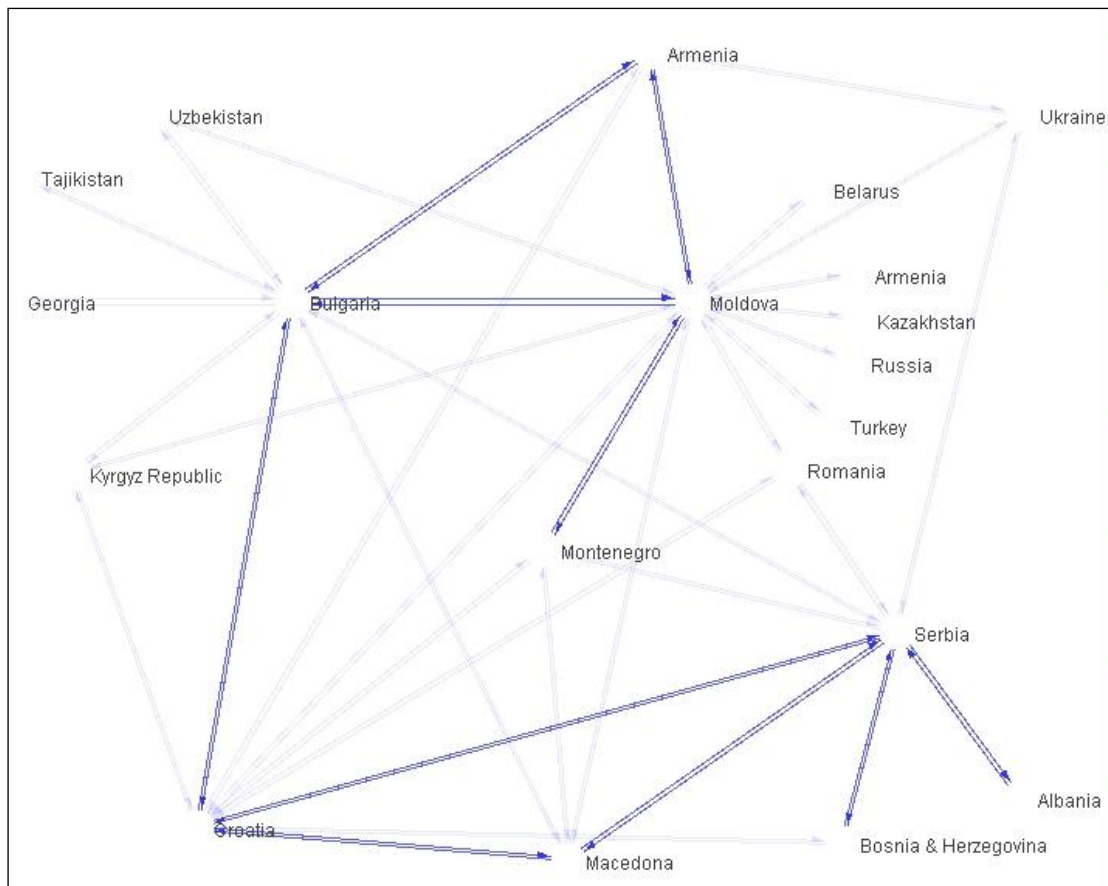 Armenia
Uzbekistan
Ukraine
Tajikistan
Belarus
Armenia
Georgia
Bulgaria
Moldova
Kazakhstan
Russia
Turkey
Kyrgyz Republic
Romania
Montenegro
Serbia
Albania
Croatia
Bosnia & Herzegovina
Macedona